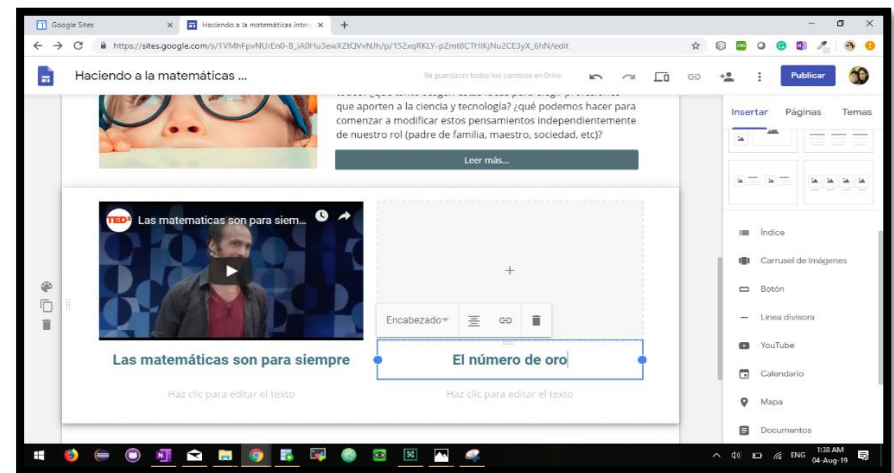 Google Sites
Haciendo a la matemáticas inter
https://sites.google.com/s/1VMhFpvNUrEn0-B_iA0Hu3ewXZtQVvNUh/p/152xqRKLY-pZmt8CTHIKjNu2CE3yX_6hN/edit
Haciendo a la matemáticas ...
Se guardaron todos los cambios en Drive
Publicar
Insertar Páginas Temas
que aporten a la ciencia y tecnología? ¿qué podemos hacer para
comenzar a modificar estos pensamientos independientemente
de nuestro rol (padre de familia, maestro, sociedad, etc)?
Leer más...
TEDx
Las matematicas son para siem...
Encabezado
Las matemáticas son para siempre
El número de oro
Haz clic para editar el texto
Haz clic para editar el texto
Índice
Carrusel de imágenes
Botón
Línea divisora
YouTube
Calendario
Mapa
Documentos
ENG
1:38 AM
04-Aug-19